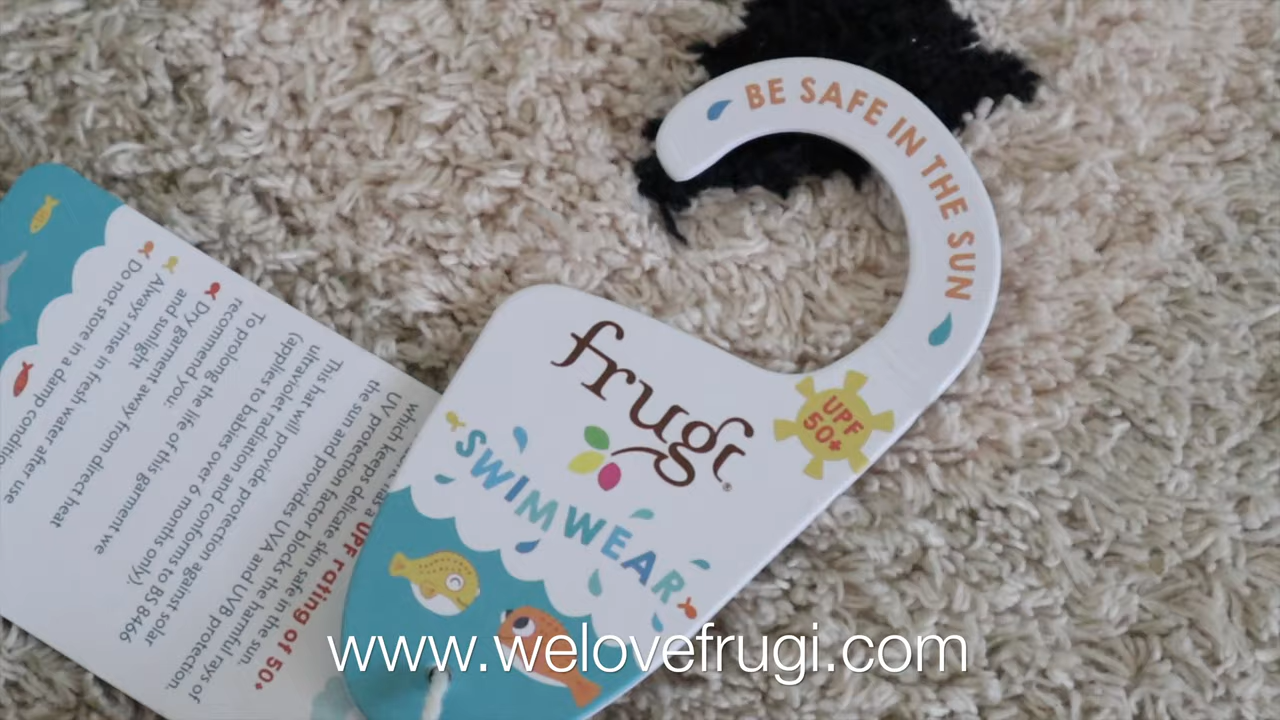 BE SAFE IN THE SUN
frugi
SWIMWEAR
UPF
50+
has a UPF rating of 50+
which keeps delicate skin safe in the sun.
UV protection factor blocks the harmful rays of
the sun and provides UVA and UVB protection.
This hat will provide protection against solar
ultraviolet radiation and conforms to BS 8466
(applies to babies over 6 months only).
To prolong the life of this garment we
recommend you:
Dry garment away from direct heat
and sunlight
Always rinse in fresh water after use
Do not store in a damp
www.welovefrugi.com